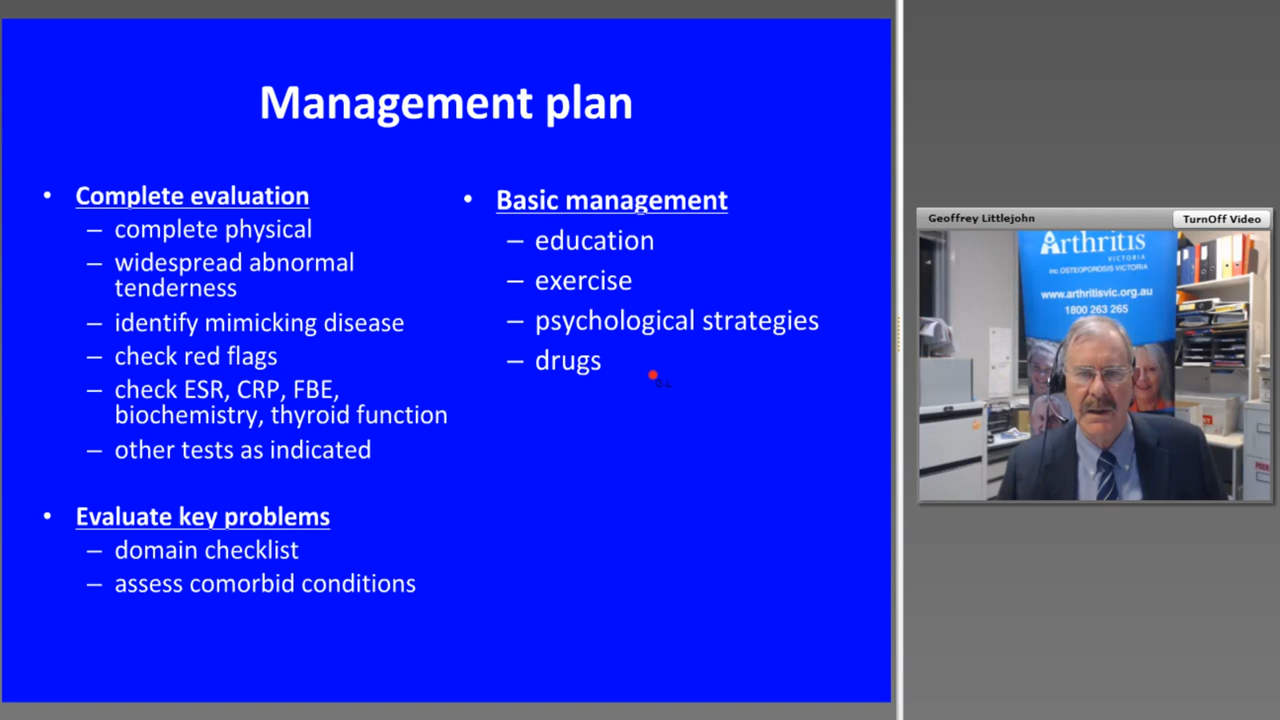 Management plan
• Complete evaluation
– complete physical
– widespread abnormal
tenderness
– identify mimicking disease
– check red flags
– check ESR, CRP, FBE,
biochemistry, thyroid function
– other tests as indicated
• Evaluate key problems
– domain checklist
– assess comorbid conditions
• Basic management
– education
– exercise
– psychological strategies
– drugs
G.L
Geoffrey Littlejohn
TurnOff Video
Arthritis
VICTORIA
inc. OSTEOPOROSIS VICTORIA
www.arthritisvic.org.au
1800 263 265